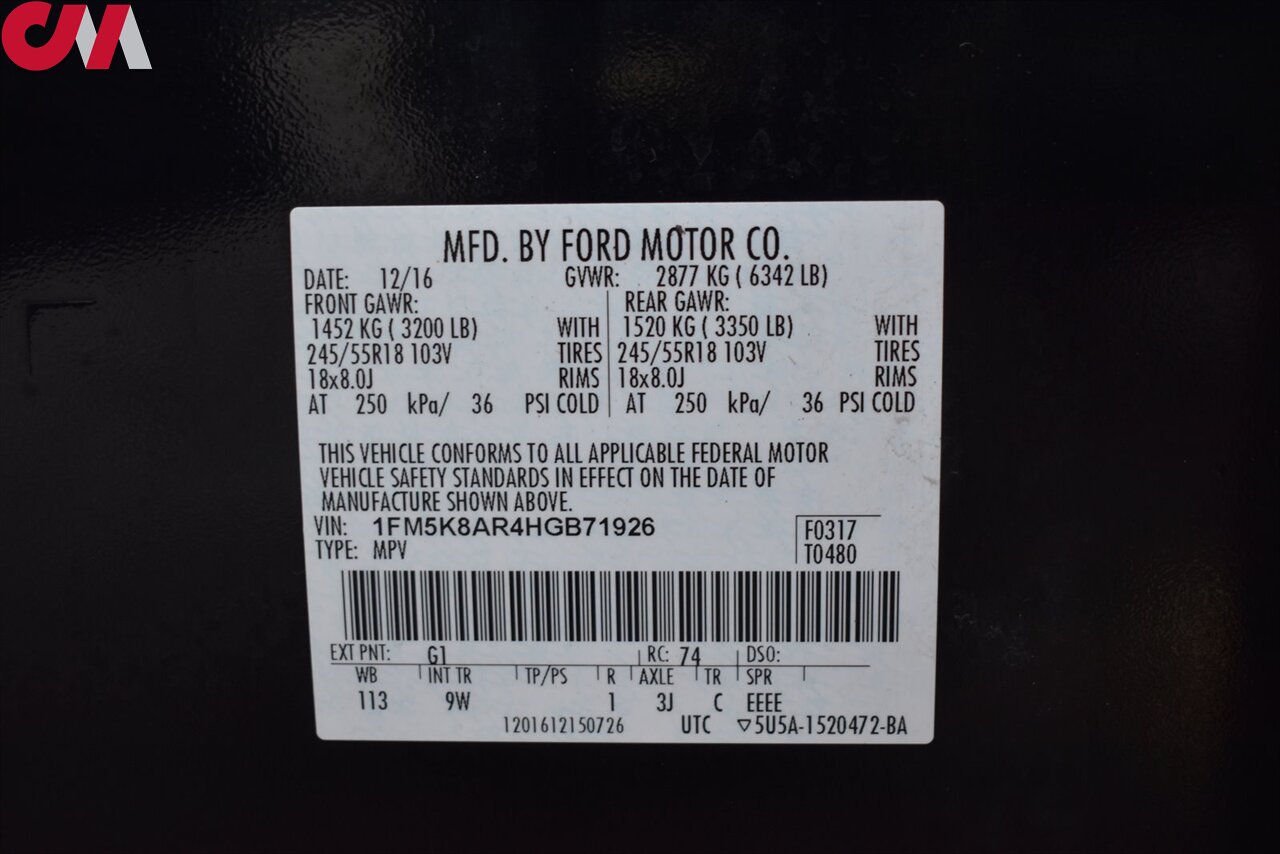 CM
MFD. BY FORD MOTOR CO.
DATE: 12/16 GVWR: 2877 KG ( 6342 LB)
FRONT GAWR: REAR GAWR:
1452 KG ( 3200 LB) WITH 1520 KG ( 3350 LB) WITH
245/55R18 103V TIRES 245/55R18 103V TIRES
18x8.0J RIMS 18x8.0J RIMS
AT 250 kPa/ 36 PSI COLD AT 250 kPa/ 36 PSI COLD
THIS VEHICLE CONFORMS TO ALL APPLICABLE FEDERAL MOTOR
VEHICLE SAFETY STANDARDS IN EFFECT ON THE DATE OF
MANUFACTURE SHOWN ABOVE.
VIN: 1FM5K8AR4HGB71926 F0317
TYPE: MPV T0480
EXT PNT: G1 RC: 74 DSO:
WB INT TR TP/PS R AXLE TR SPR
113 9W 1 3J C EEEE
1201612150726 UTC ▽5U5A-1520472-BA